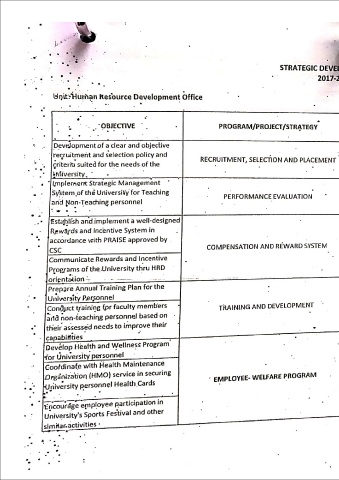 STRATEGIC DEVEL
2017-2
Unit: Human Resource Development Office
OBJECTIVE
PROGRAM/PROJECT/STRATEGY
Development of a clear and objective
recruitment and selection policy and
criteria suited for the needs of the
University
RECRUITMENT, SELECTION AND PLACEMENT
Implement Strategic Management
System of the University for Teaching
and Non-Teaching personnel
PERFORMANCE EVALUATION
Establish and implement a well-designed
Rewards and Incentive System in
accordance with PRAISE approved by
CSC
COMPENSATION AND REWARD SYSTEM
Communicate Rewards and Incentive
Programs of the University thru HRD
orientation
Prepare Annual Training Plan for the
University Personnel
TRAINING AND DEVELOPMENT
Conduct training for faculty members
and non-teaching personnel based on
their assessed needs to improve their
capabilities
Develop Health and Wellness Program
for University personnel
EMPLOYEE- WELFARE PROGRAM
Coordinate with Health Maintenance
Organization (HMO) service in securing
University personnel Health Cards
Encourage employee participation in
University's Sports Festival and other
similar activities